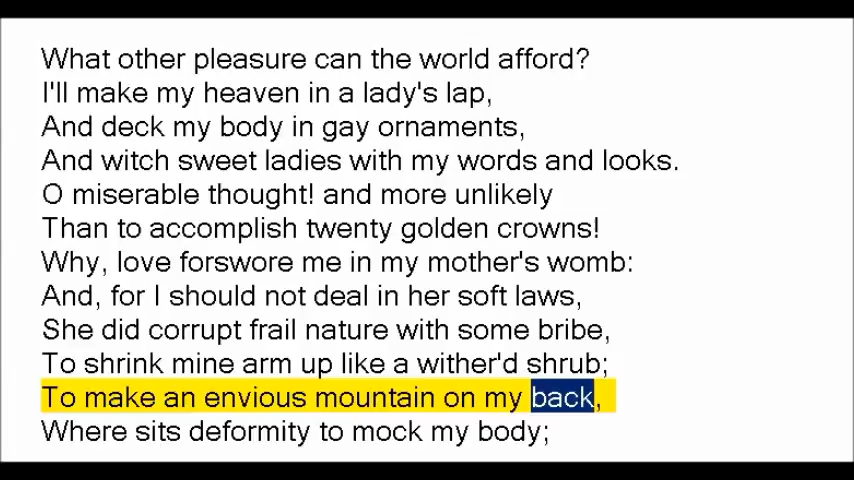 What other pleasure can the world afford?
I'll make my heaven in a lady's lap,
And deck my body in gay ornaments,
And witch sweet ladies with my words and looks.
O miserable thought! and more unlikely
Than to accomplish twenty golden crowns!
Why, love forswore me in my mother's womb:
And, for I should not deal in her soft laws,
She did corrupt frail nature with some bribe,
To shrink mine arm up like a wither'd shrub;
To make an envious mountain on my back,
Where sits deformity to mock my body;